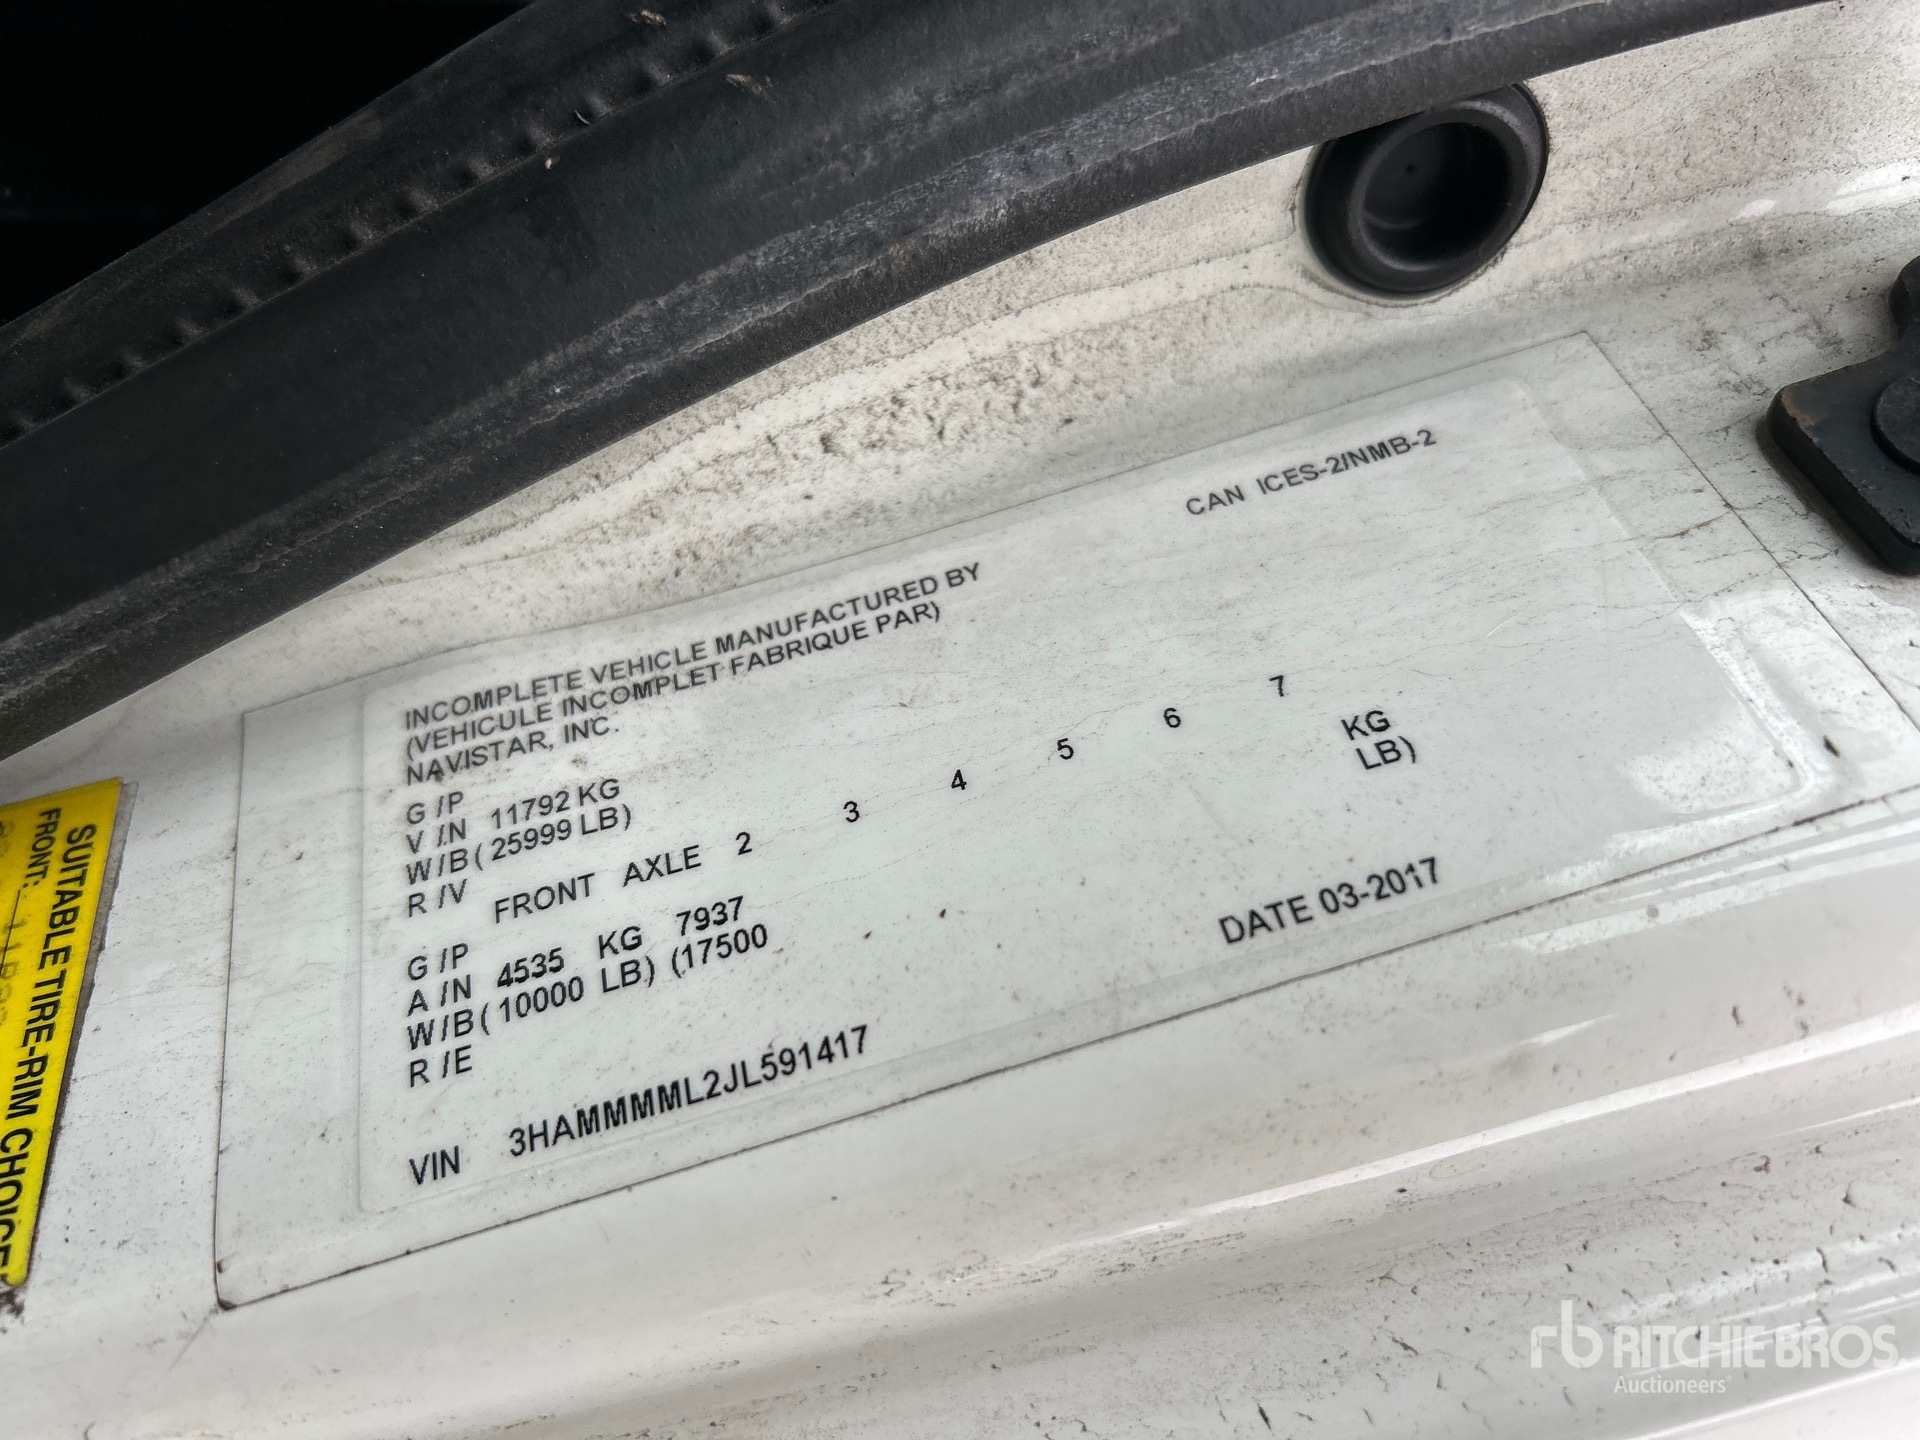 CAN ICES-2/NMB-2
INCOMPLETE VEHICLE MANUFACTURED BY
(VEHICULE INCOMPLET FABRIQUE PAR)
NAVISTAR, INC.
G /P
V /N 11792 KG
W/B ( 25999 LB)
R /V
FRONT AXLE 2 3 4 5 6 7
G /P
A /N 4535 KG 7937 KG
W/B ( 10000 LB) (17500 LB)
R /E
DATE 03-2017
VIN 3HAMMMML2JL591417
SUITABLE TIRE-RIM CHOICE
FRONT:
rb RITCHIE BROS
Auctioneers